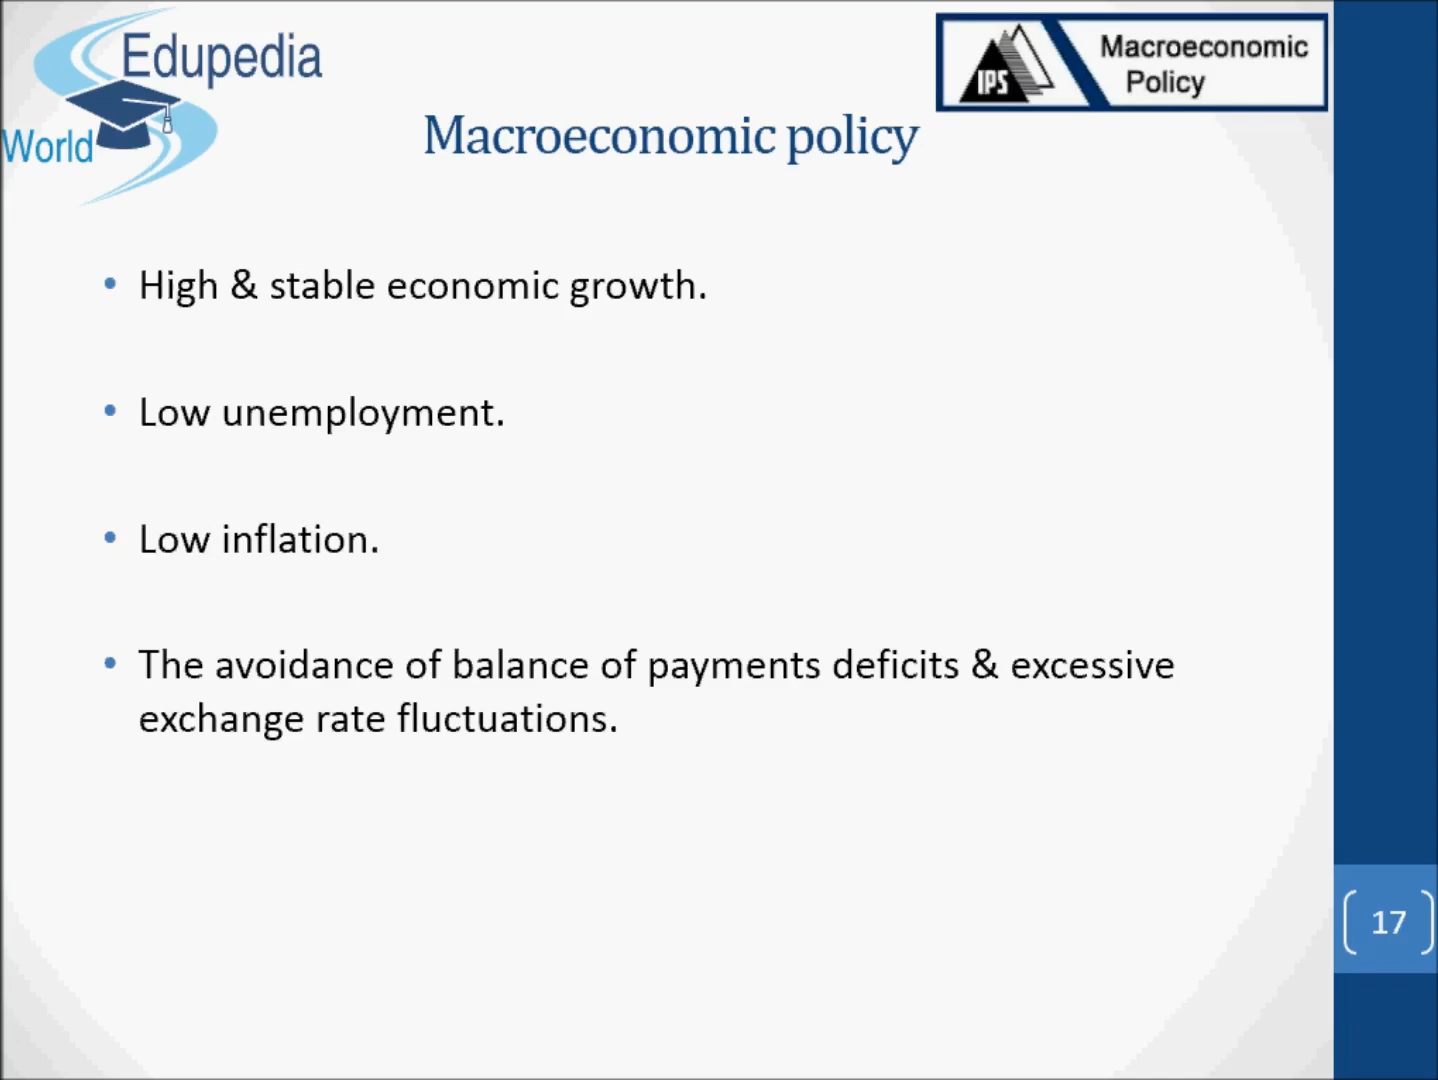 Edupedia
World
IPS
Macroeconomic
Policy
Macroeconomic policy
• High & stable economic growth.
• Low unemployment.
• Low inflation.
• The avoidance of balance of payments deficits & excessive
exchange rate fluctuations.
17